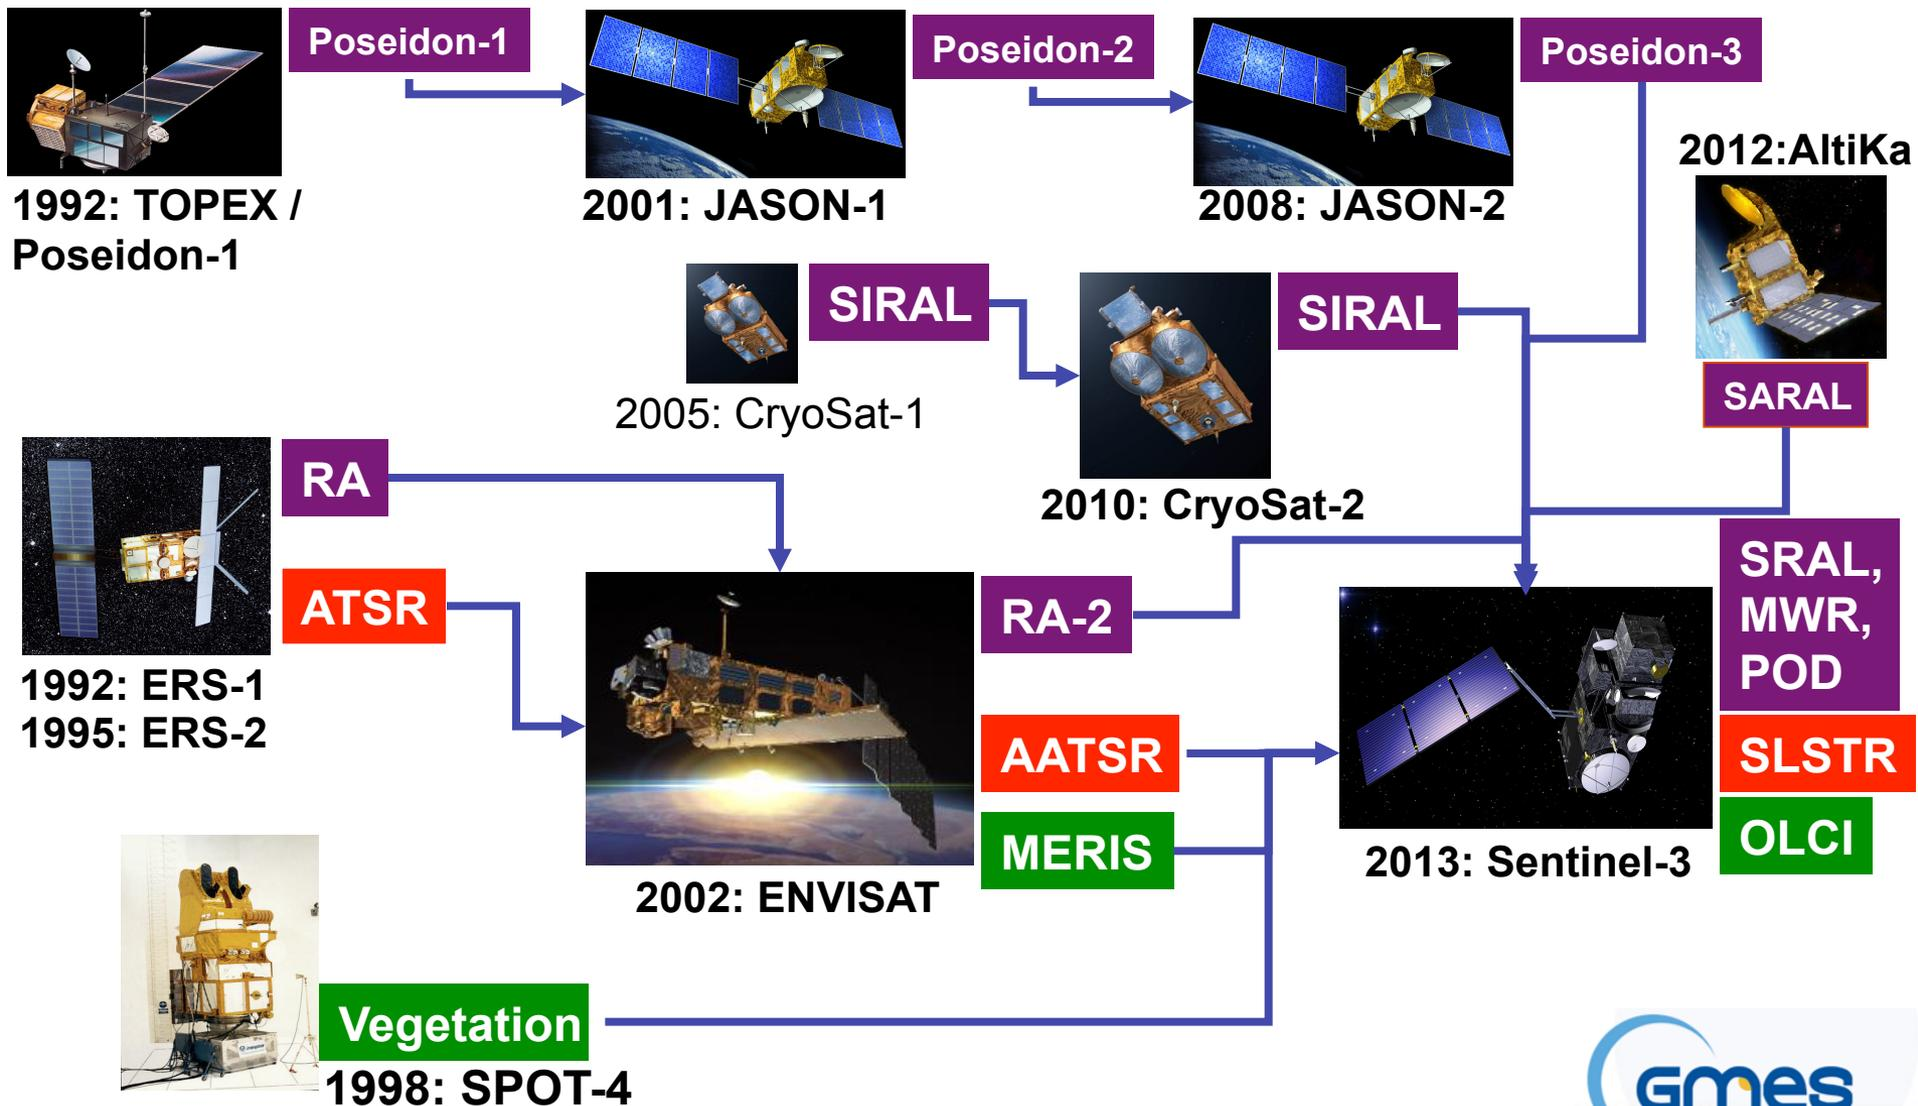 Poseidon-1
Poseidon-2
Poseidon-3
2012:AltiKa
1992: TOPEX /
Poseidon-1
2001: JASON-1
2008: JASON-2
SIRAL
SIRAL
SARAL
2005: CryoSat-1
2010: CryoSat-2
RA
ATSR
1992: ERS-1
1995: ERS-2
RA-2
AATSR
MERIS
2002: ENVISAT
SRAL,
MWR,
POD
SLSTR
OLCI
2013: Sentinel-3
Vegetation
1998: SPOT-4
GMES